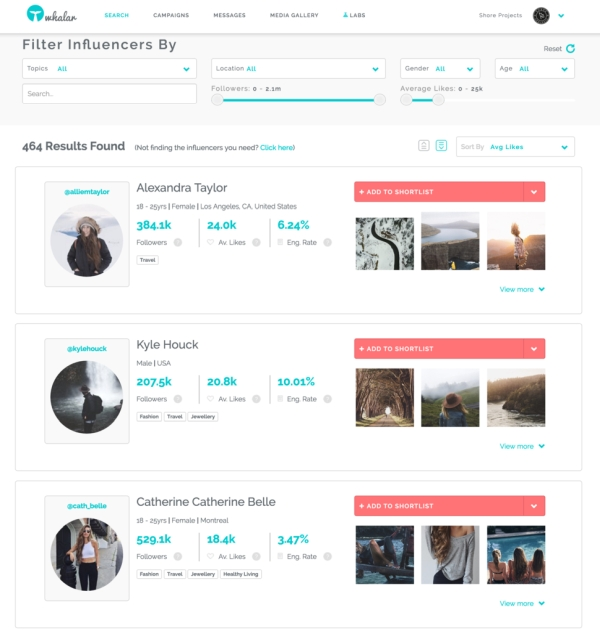 whalar SEARCH CAMPAIGNS MESSAGES MEDIA GALLERY LABS Shore Projects
Filter Influencers By
Reset
Topics All
Location All
Gender All
Age All
Search..
Followers: 0 - 2.1m
Average Likes: 0 - 25k
464 Results Found (Not finding the influencers you need? Click here)
Sort By Avg Likes
@alliemtaylor
Alexandra Taylor
18 - 25yrs | Female | Los Angeles, CA, United States
384.1k 24.0k 6.24%
Followers ? Av. Likes ? Eng. Rate ?
Travel
+ ADD TO SHORTLIST
View more
@kylehouck
Kyle Houck
Male | USA
207.5k 20.8k 10.01%
Followers ? Av. Likes ? Eng. Rate ?
Fashion Travel Jewellery
+ ADD TO SHORTLIST
View more
@cath_belle
Catherine Catherine Belle
18 - 25yrs | Female | Montreal
529.1k 18.4k 3.47%
Followers ? Av. Likes ? Eng. Rate ?
Fashion Travel Jewellery Healthy Living
+ ADD TO SHORTLIST
View more